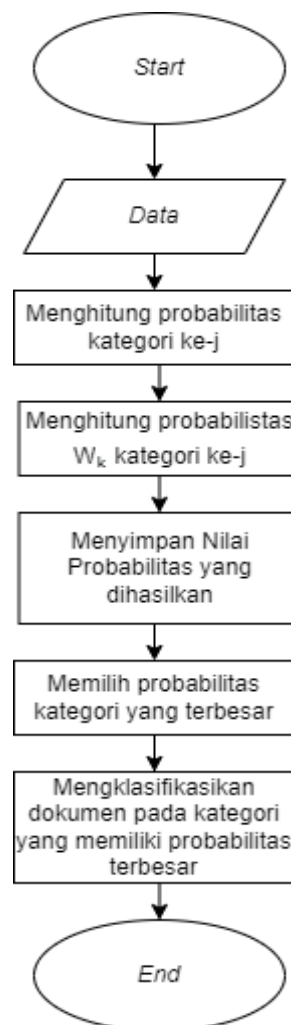 Start
Data
Menghitung probabilitas
kategori ke-j
Menghitung probabilistas
Wₖ kategori ke-j
Menyimpan Nilai
Probabilitas yang
dihasilkan
Memilih probabilitas
kategori yang terbesar
Mengklasifikasikan
dokumen pada kategori
yang memiliki probabilitas
terbesar
End